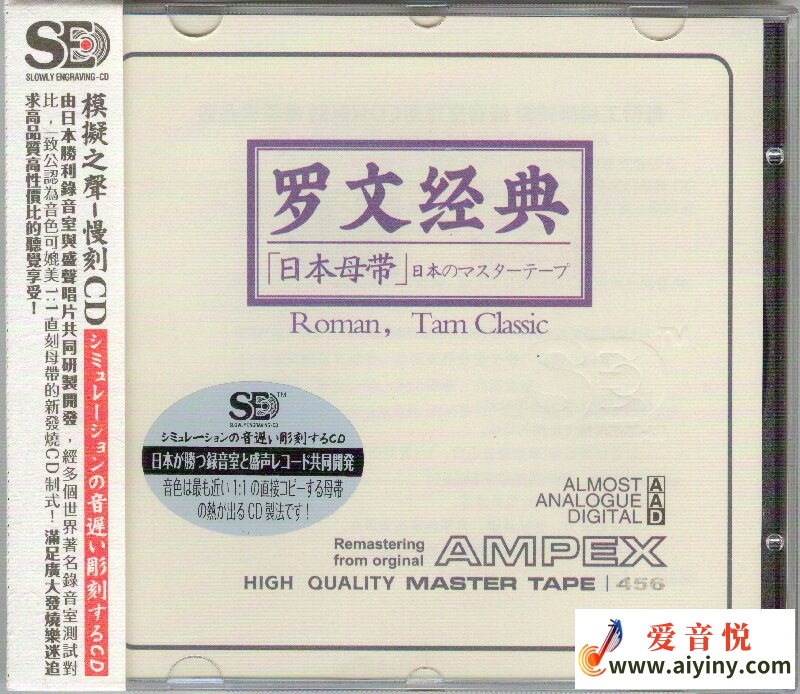 SE
SLOWLY ENGRAVING-CD
模擬之聲-慢刻CD
シミュレーションの音遅い彫刻するCD
由日本勝利錄音室與盛聲唱片共同研製開發，經多個世界著名錄音室測試對
比，一致公認為音色可媲美1:1直刻母帶的新發燒CD制式！滿足廣大發燒樂迷追
求高品質高性價比的聽覺享受！
罗文经典
「日本母带」日本のマスターテープ
Roman，Tam Classic
SE TM
SLOWLY ENGRAVING-CD
シミュレーションの音遅い彫刻するCD
日本が勝つ録音室と盛声レコード共同開発
音色は最も近い1:1の直接コピーする母帯
の熱が出るCD製法です！
ALMOST A
ANALOGUE A
DIGITAL D
Remastering
from orginal AMPEX
HIGH QUALITY MASTER TAPE | 456
爱音悦
www.aiyiny.com